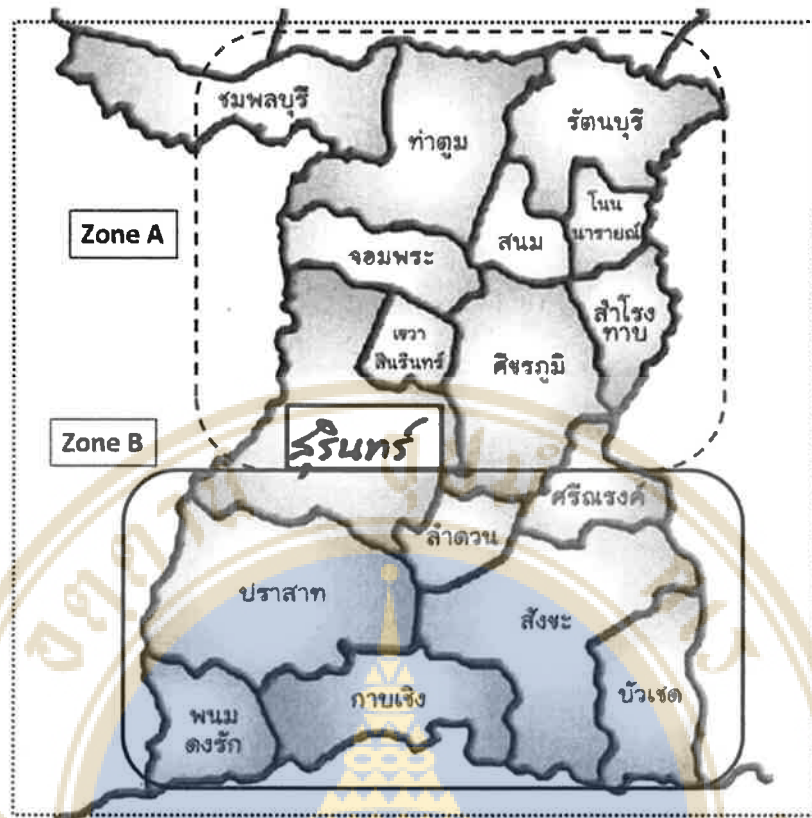 ชมพลบุรี
ท่าตูม
รัตนบุรี
Zone A
จอมพระ
สนม
โนน
นารายณ์
สำโรง
ทาบ
เขวา
สินรินทร์
ศีขรภูมิ
Zone B
สุรินทร์
ศรีณรงค์
ลำดวน
ปราสาท
สังขะ
กาบเชิง
บัวเชด
พนม
ดงรัก